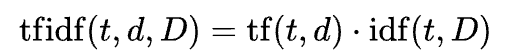 tfidf(t, d, D) = tf(t, d) · idf(t, D)